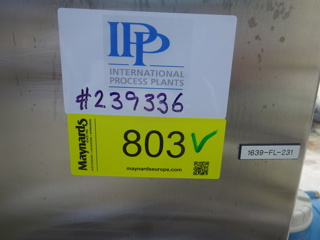 IPP
INTERNATIONAL
PROCESS PLANTS
#239336
Maynards
803
maynardseurope.com
1639-FL-231